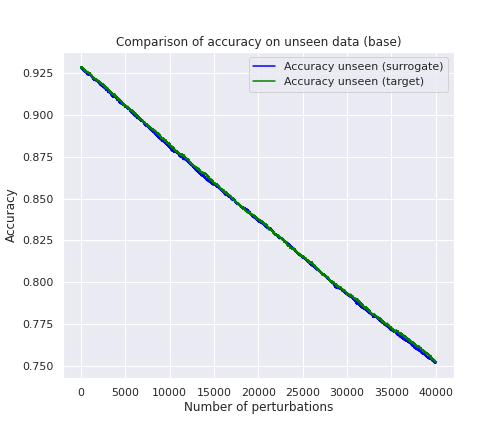 Comparison of accuracy on unseen data (base)
Accuracy unseen (surrogate)
Accuracy unseen (target)
0.925
0.900
0.875
0.850
0.825
0.800
0.775
0.750
Accuracy
0 5000 10000 15000 20000 25000 30000 35000 40000
Number of perturbations